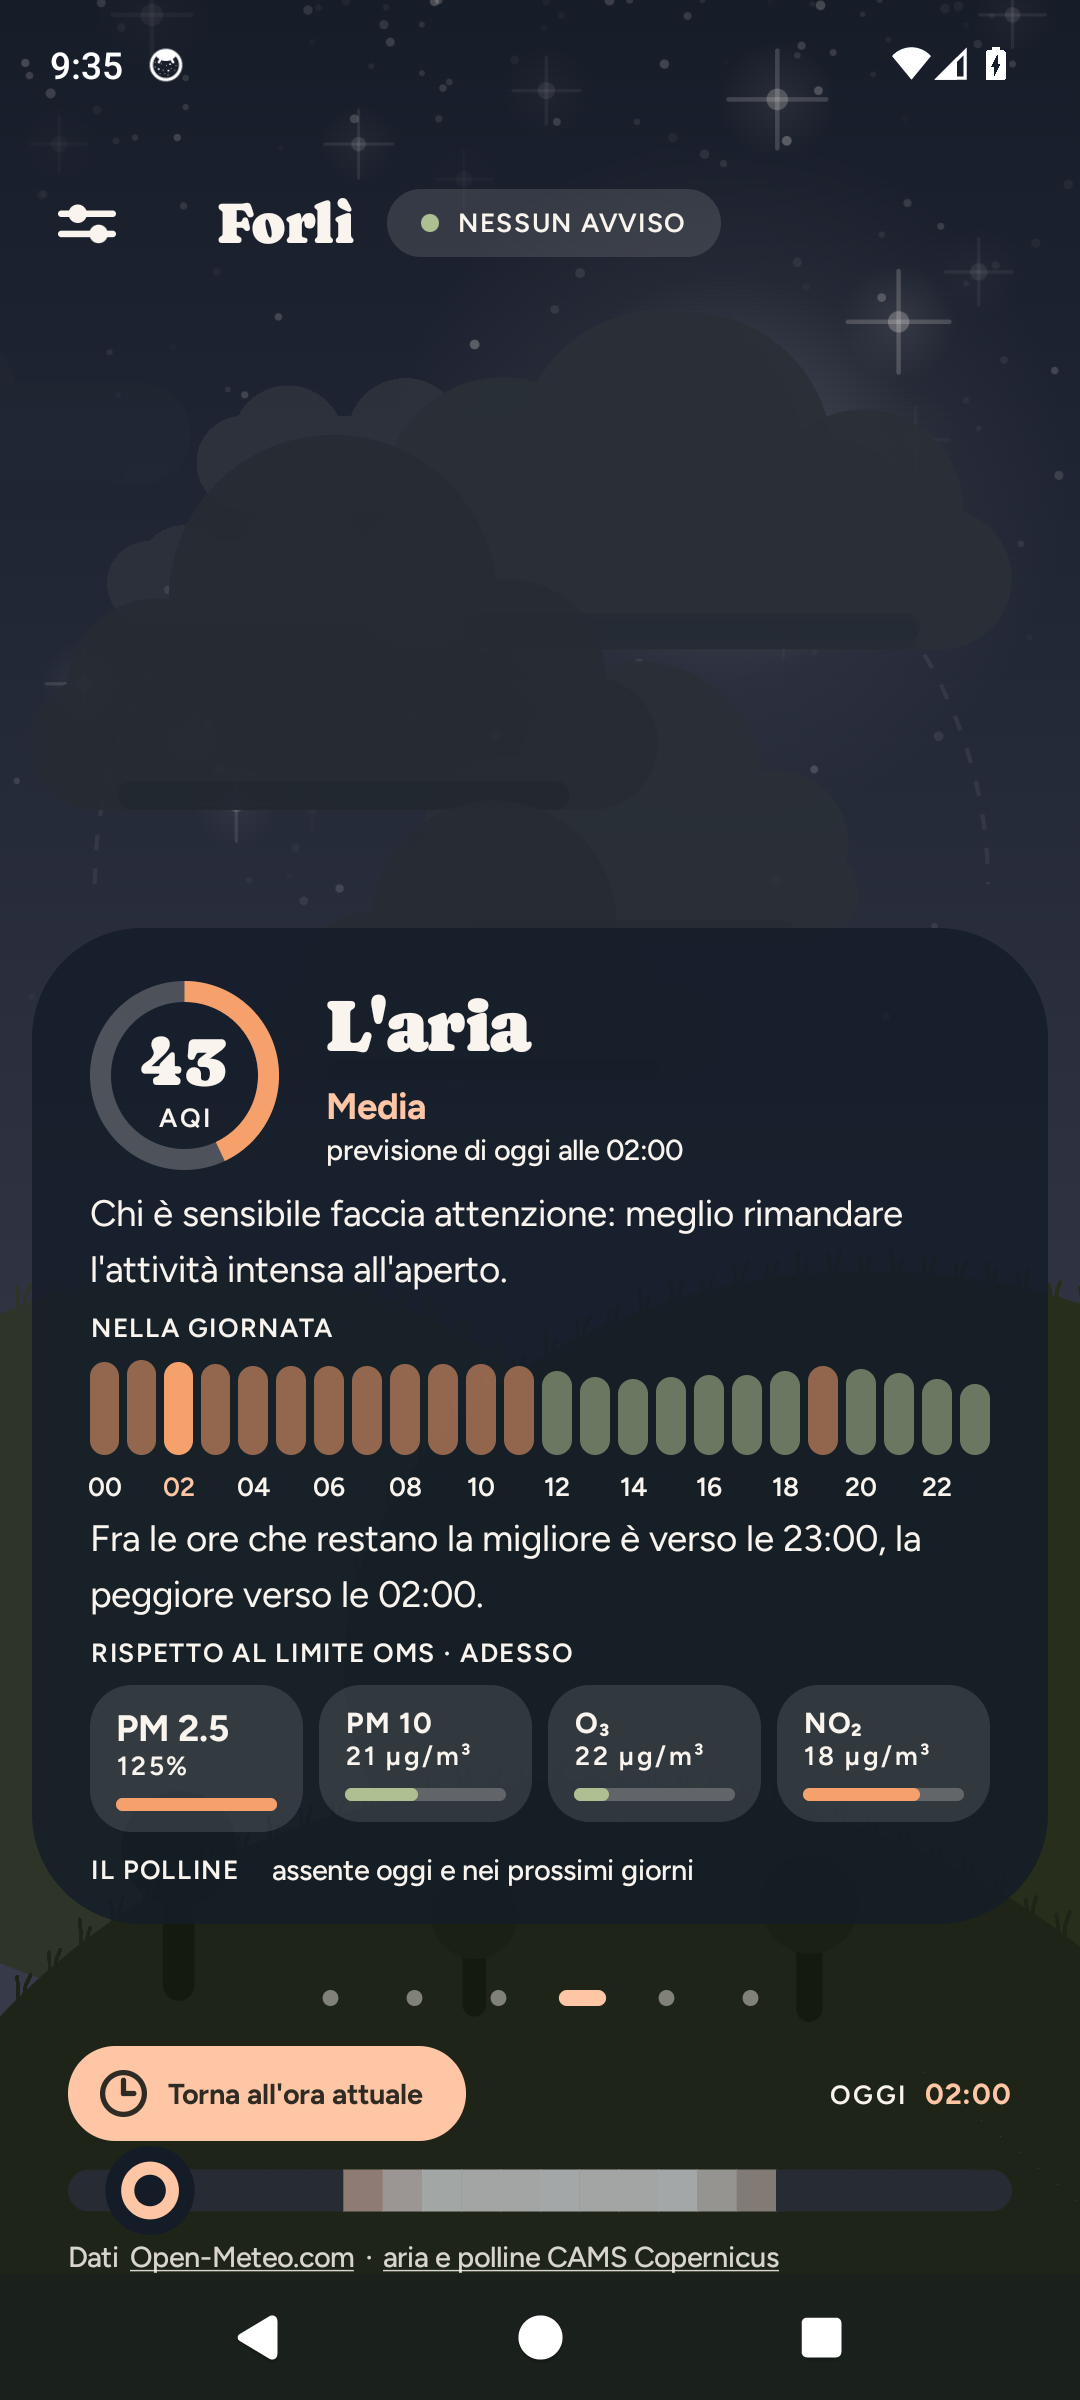 9:35
Forlì
NESSUN AVVISO
43
AQI
L'aria
Media
previsione di oggi alle 02:00
Chi è sensibile faccia attenzione: meglio rimandare
l'attività intensa all'aperto.
NELLA GIORNATA
00 02 04 06 08 10 12 14 16 18 20 22
Fra le ore che restano la migliore è verso le 23:00, la
peggiore verso le 02:00.
RISPETTO AL LIMITE OMS · ADESSO
PM 2.5
125%
PM 10
21 µg/m³
O₃
22 µg/m³
NO₂
18 µg/m³
IL POLLINE assente oggi e nei prossimi giorni
Torna all'ora attuale
OGGI 02:00
Dati Open-Meteo.com · aria e polline CAMS Copernicus